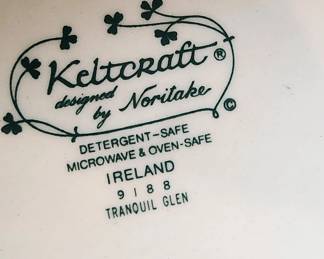 Keltcraft ®
designed
by Noritake
©
DETERGENT-SAFE
MICROWAVE & OVEN-SAFE
IRELAND
9188
TRANQUIL GLEN